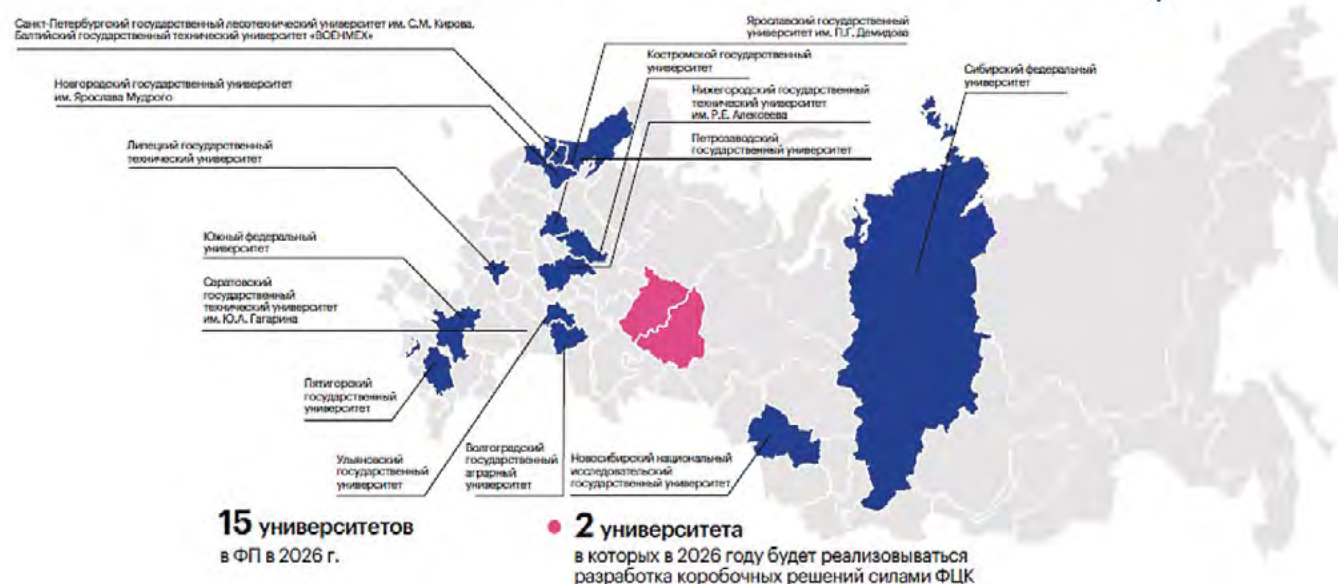 Санкт-Петербургский государственный лесотехнический университет им. С.М. Кирова,
Балтийский государственный технический университет «ВОЕНМЕХ»
Ярославский государственный
университет им. П.Г. Демидова
Костромской государственный
университет
Сибирский федеральный
университет
Новгородский государственный университет
им. Ярослава Мудрого
Нижегородский государственный
технический университет
им. Р.Е. Алексеева
Липецкий государственный
технический университет
Петрозаводский
государственный университет
Южный федеральный
университет
Саратовский
государственный
технический университет
им. Ю.А. Гагарина
Пятигорский
государственный
университет
Ульяновский
государственный
университет
Волгоградский
государственный
аграрный
университет
Новосибирский национальный
исследовательский
государственный университет
15 университетов
в ФП в 2026 г.
2 университета
в которых в 2026 году будет реализовываться
разработка коробочных решений силами ФЦК